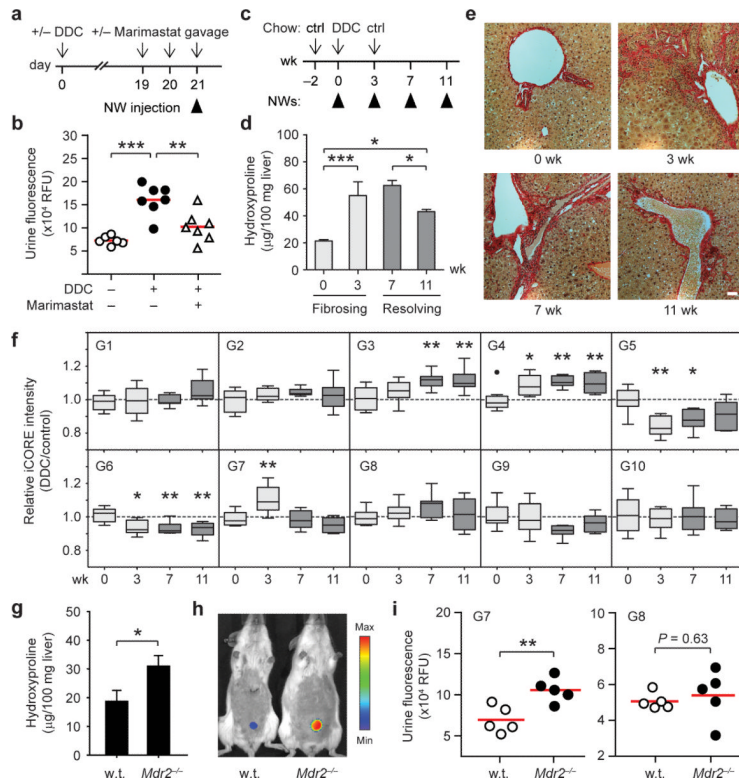 a
+/– DDC
+/– Marimastat gavage
day
0
19
20
21
NW injection
b
Urine fluorescence
(x10⁴ RFU)
20
15
10
5
***
**
DDC – + +
Marimastat – – +
c
Chow: ctrl DDC ctrl
wk
–2 0 3 7 11
NWs:
d
Hydroxyproline
(µg/100 mg liver)
100
80
60
40
20
0
*
***
*
0 3 7 11 wk
Fibrosing Resolving
e
0 wk
3 wk
7 wk
11 wk
f
Relative iCORE intensity
(DDC/control)
G1
G2
G3
** **
G4
* ** **
G5
** *
1.2
1.1
1.0
0.9
G6
* ** **
G7
**
G8
G9
G10
1.2
1.1
1.0
0.9
wk 0 3 7 11 0 3 7 11 0 3 7 11 0 3 7 11 0 3 7 11
g
Hydroxyproline
(µg/100 mg liver)
50
40
30
20
10
0
*
w.t. Mdr2⁻/⁻
h
Max
Min
w.t. Mdr2⁻/⁻
i
Urine fluorescence
(x10⁴ RFU)
G7
15
10
5
**
w.t. Mdr2⁻/⁻
G8
8
6
4
2
P = 0.63
w.t. Mdr2⁻/⁻